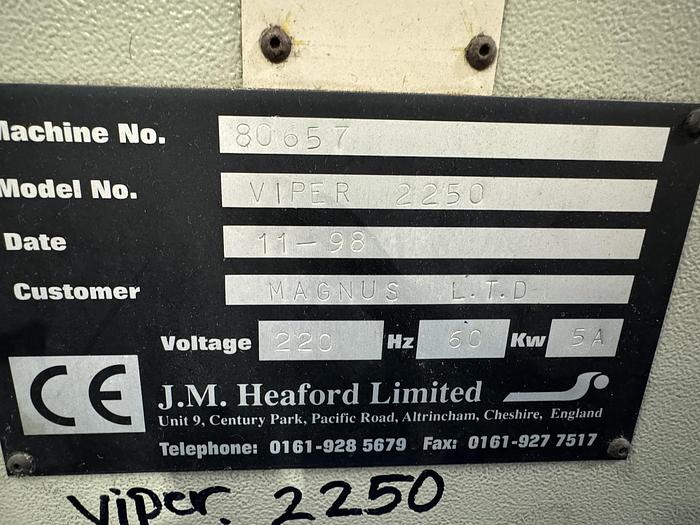 Machine No. 80657
Model No. VIPER 2250
Date 11-98
Customer MAGNUS L.T.D
Voltage 220 Hz 60 Kw 5A
CE
J.M. Heaford Limited
Unit 9, Century Park, Pacific Road, Altrincham, Cheshire, England
Telephone: 0161-928 5679 Fax: 0161-927 7517
Viper. 2250